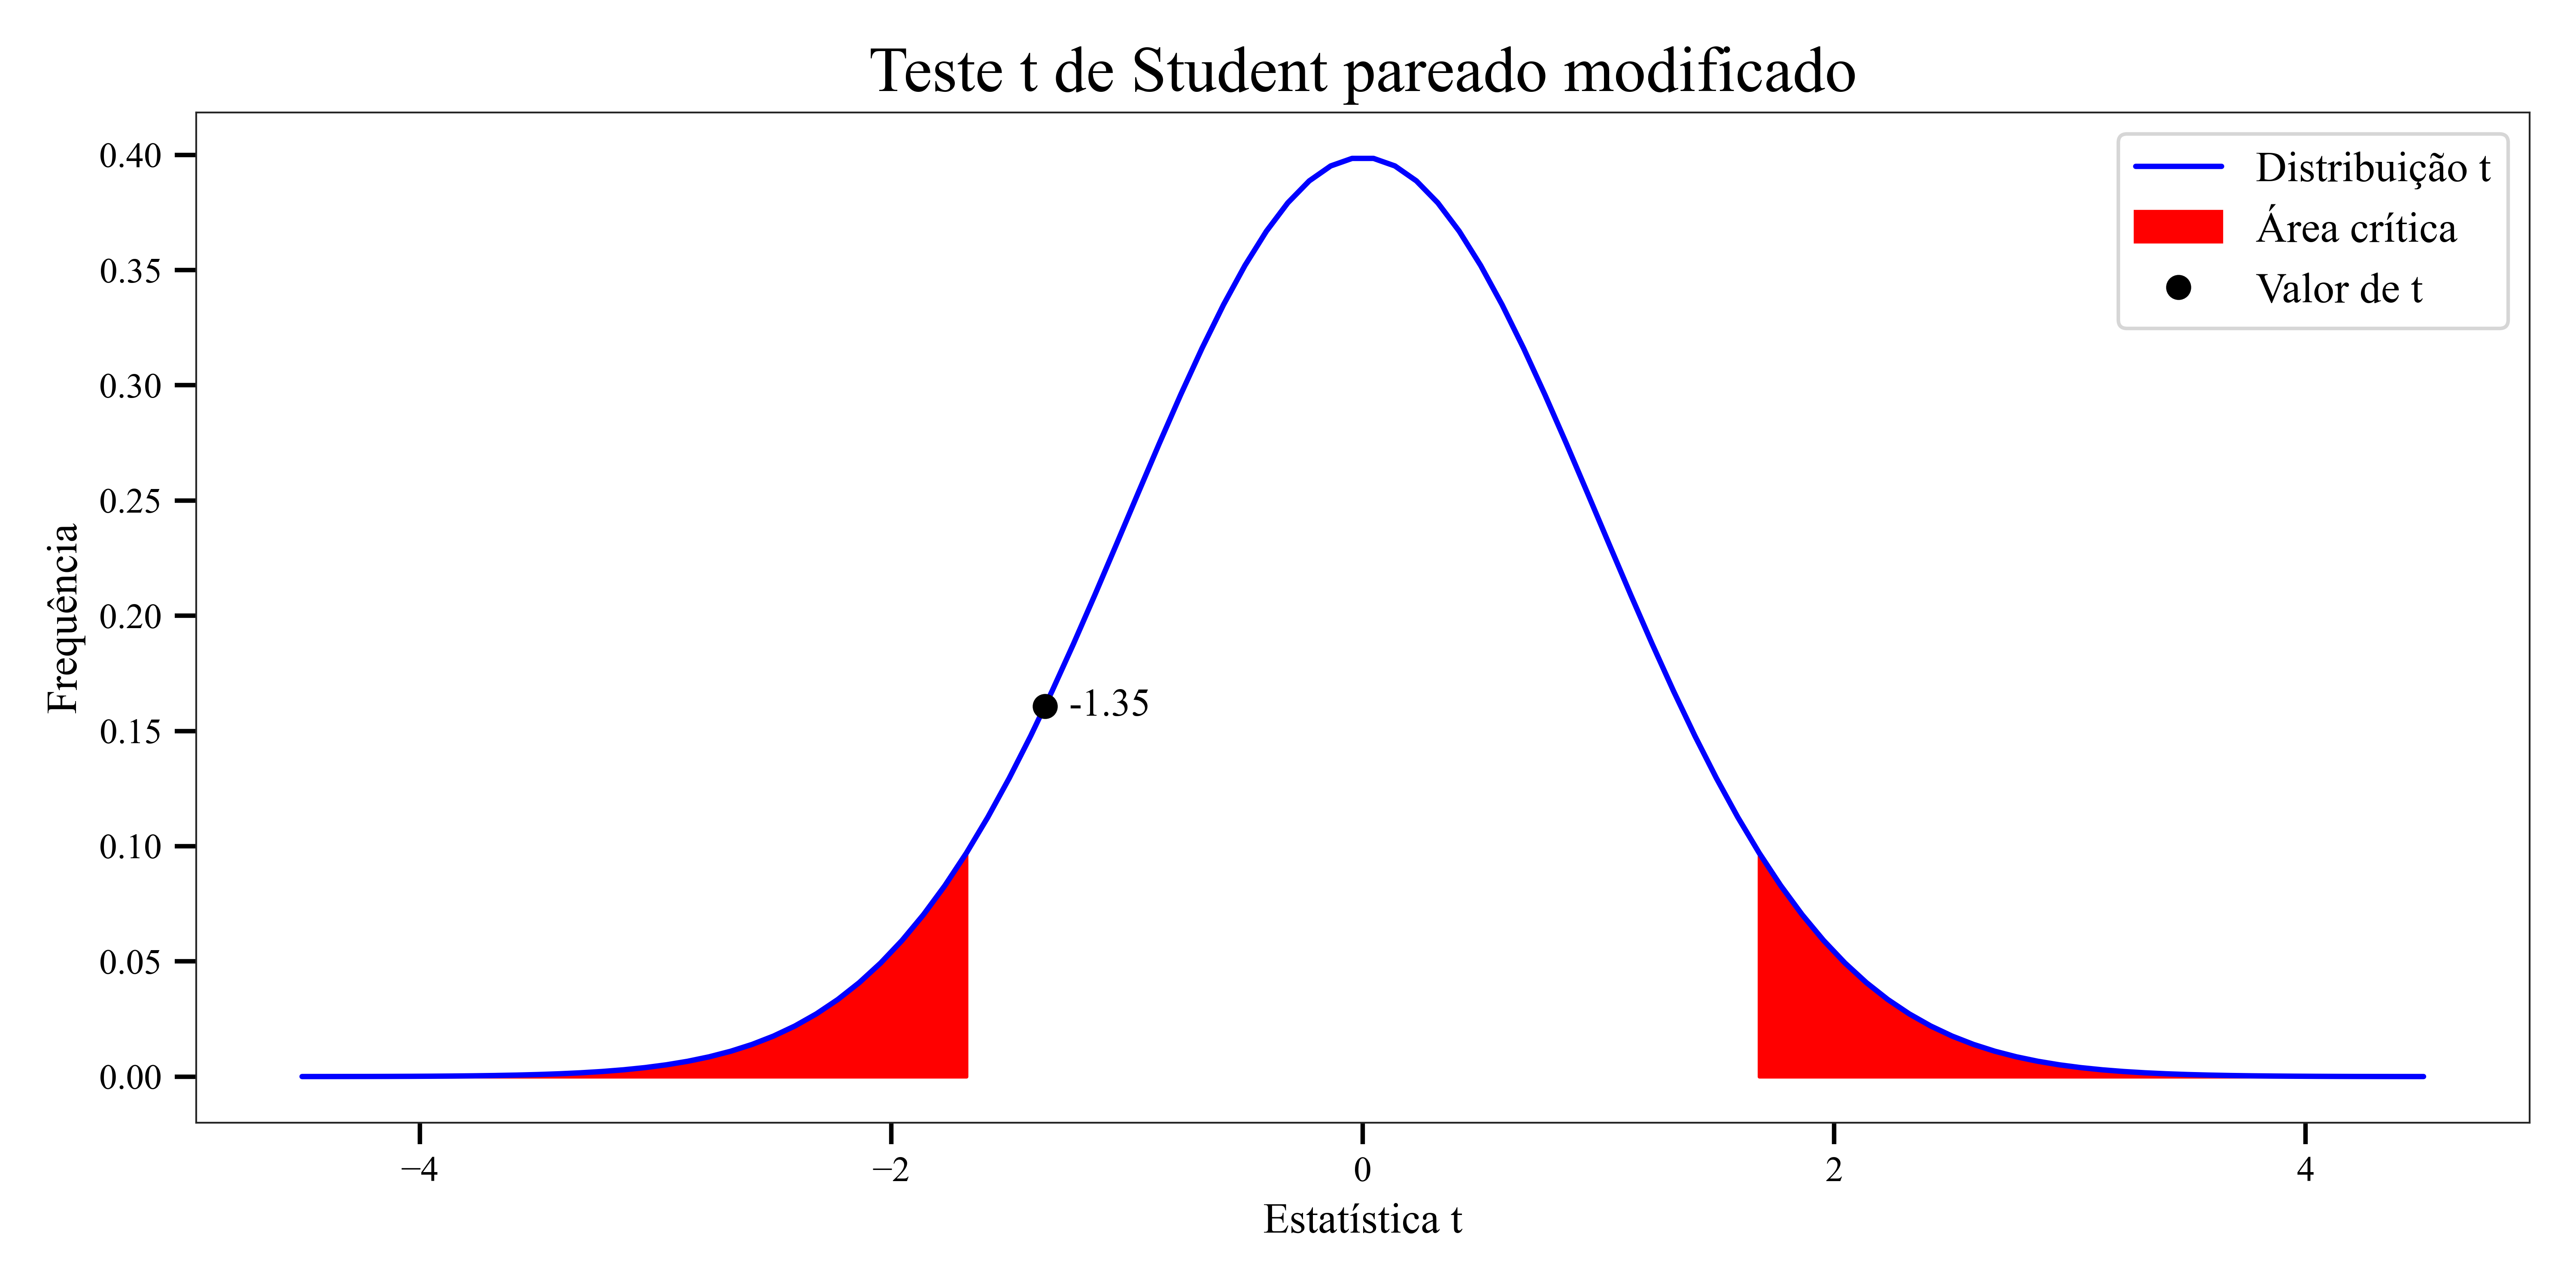 Teste t de Student pareado modificado
Distribuição t
Área crítica
Valor de t
0.40
0.35
0.30
0.25
0.20
0.15
0.10
0.05
0.00
Frequência
-1.35
−4
−2
0
2
4
Estatística t